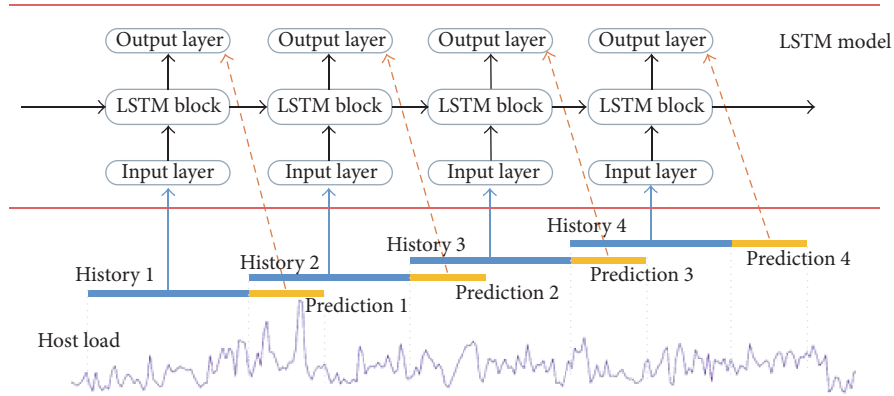 Output layer Output layer Output layer Output layer LSTM model
LSTM block LSTM block LSTM block LSTM block
Input layer Input layer Input layer Input layer
History 4
History 3
Prediction 4
History 2
Prediction 3
History 1
Prediction 2
Prediction 1
Host load